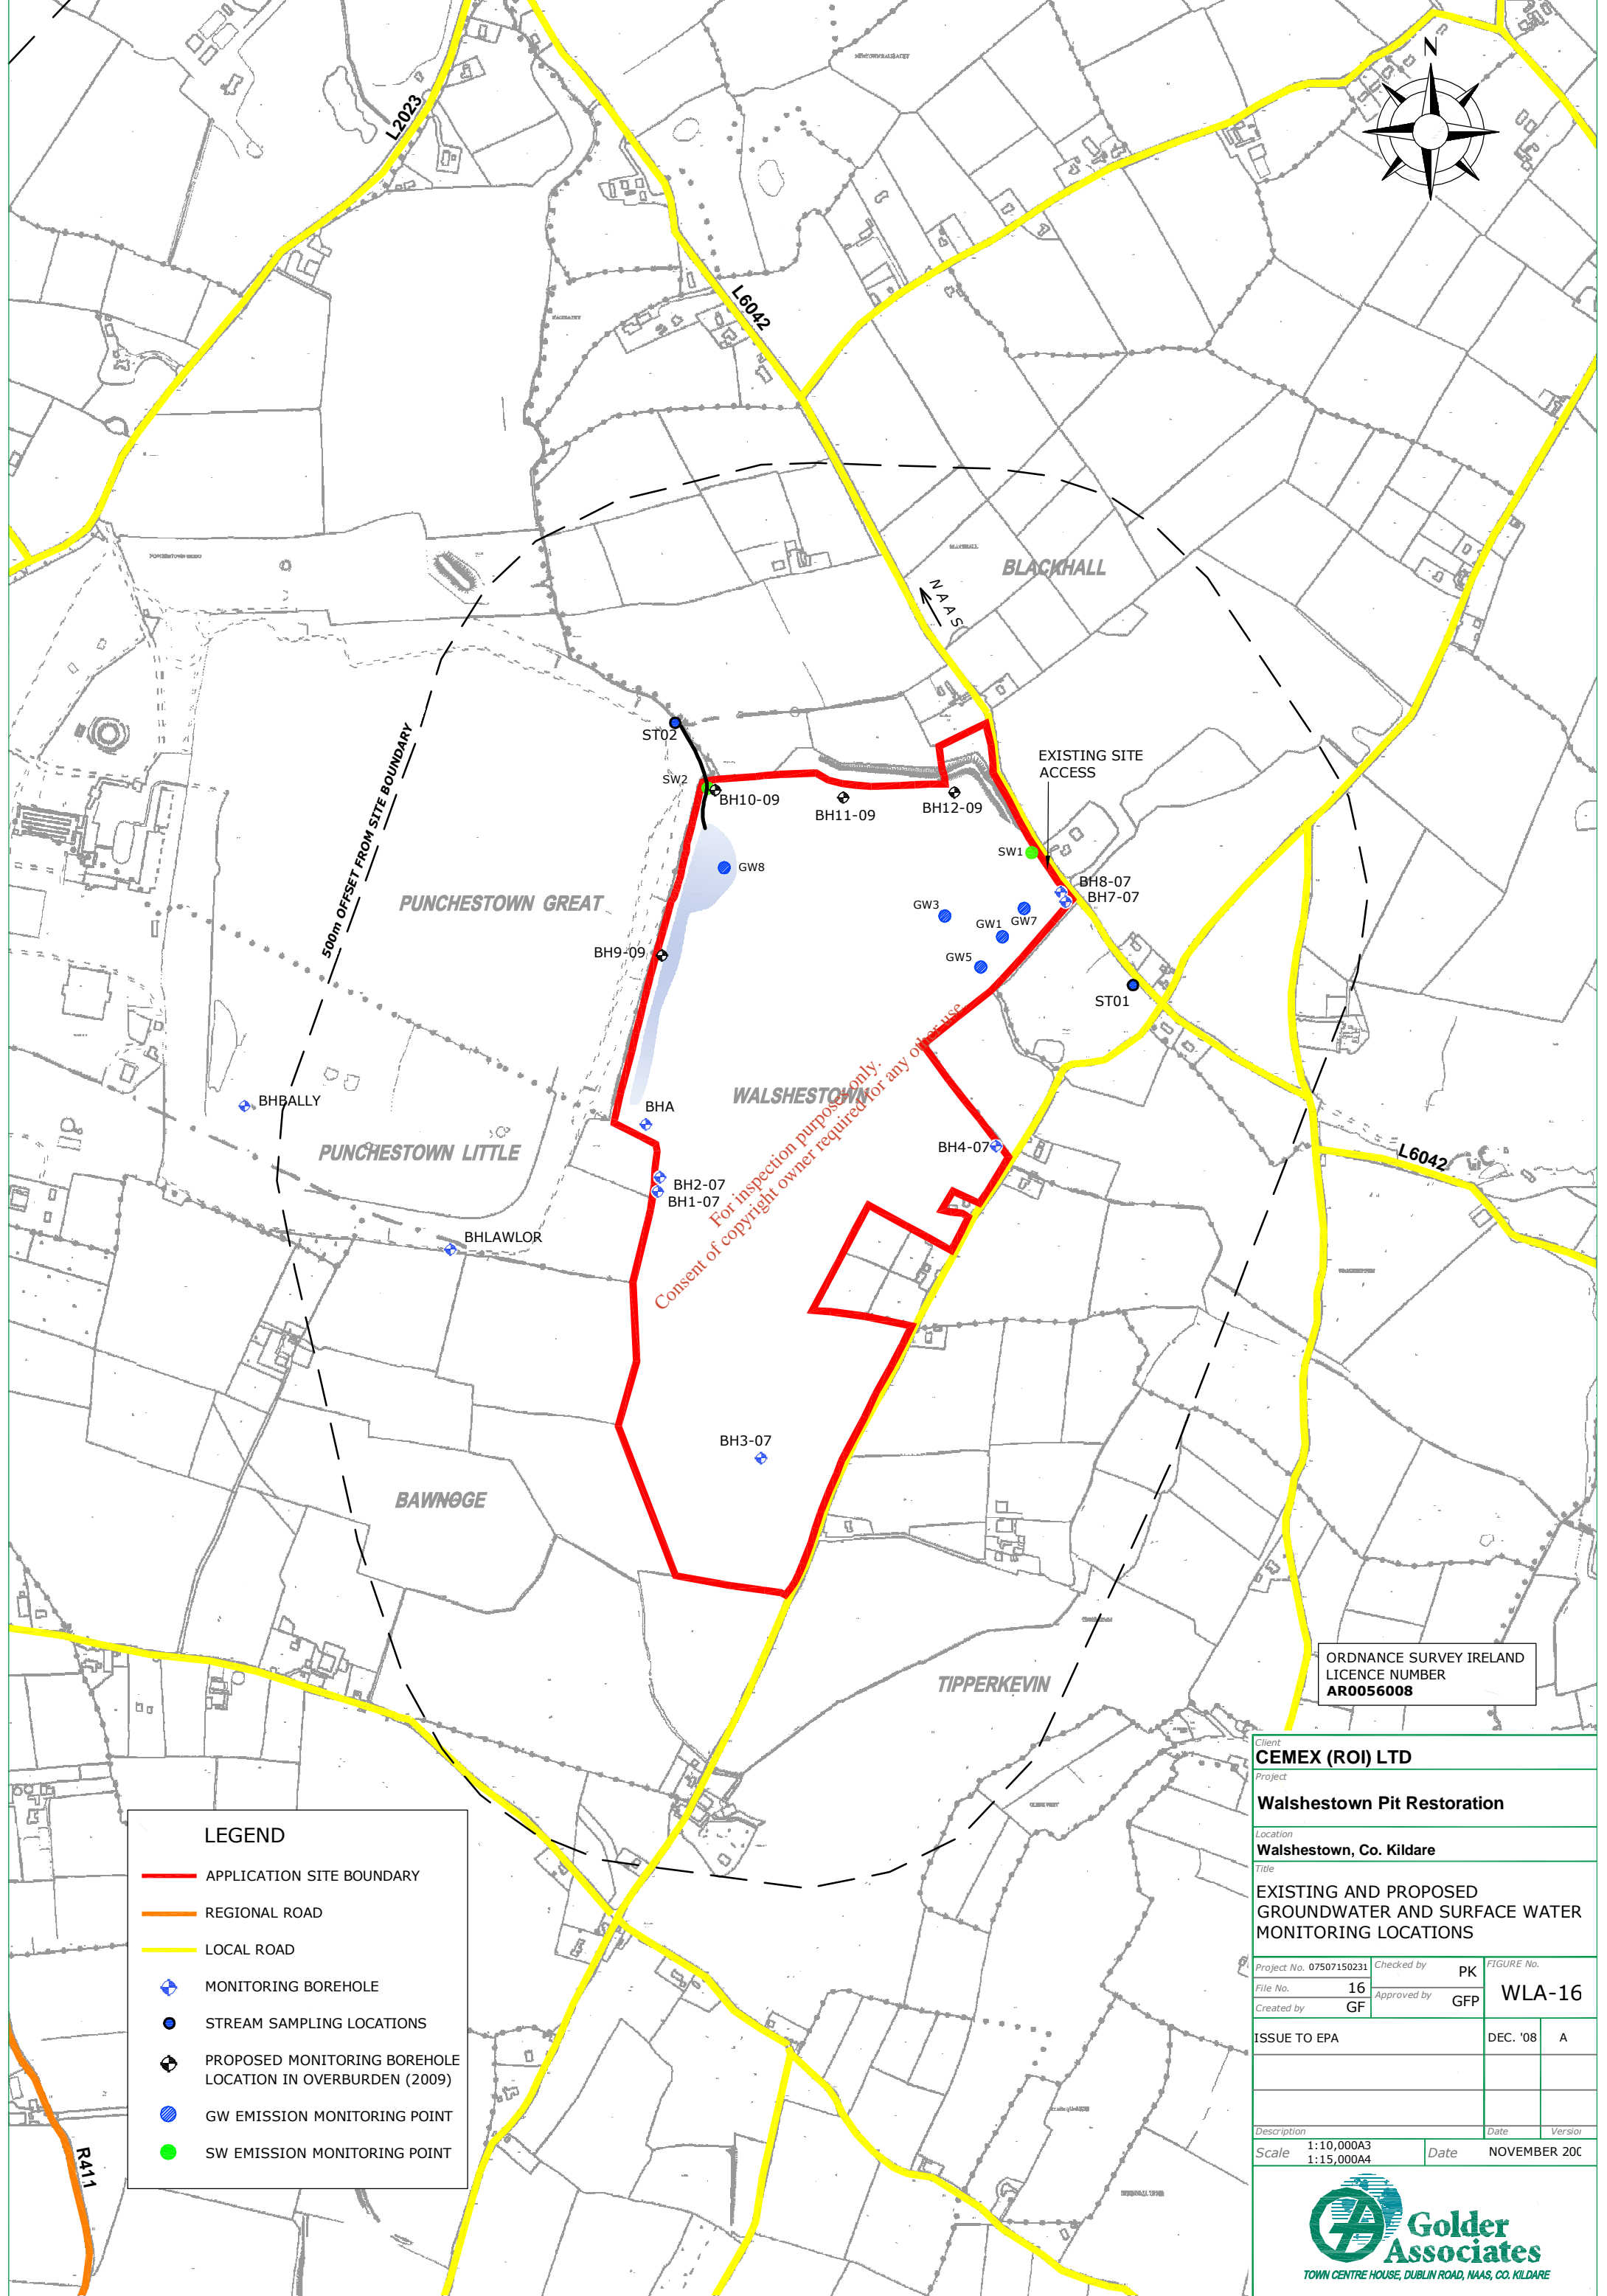 N
L2023
L6042
NAAS
BLACKHALL
BLACKHALL
ST02
EXISTING SITE
ACCESS
SW2
BH10-09
BH11-09
BH12-09
SW1
500m OFFSET FROM SITE BOUNDARY
GW8
BH8-07
BH7-07
PUNCHESTOWN GREAT
GW3
GW7
GW1
BH9-09
GW5
ST01
WALSHESTOWN
BHBALLY
BHA
PUNCHESTOWN LITTLE
BH4-07
L6042
BH2-07
BH1-07
BHLAWLOR
For inspection purposes only.
Consent of copyright owner required for any other use.
BH3-07
BAWNOGE
TIPPERKEVIN
ORDNANCE SURVEY IRELAND
LICENCE NUMBER
AR0056008
R411
LEGEND
APPLICATION SITE BOUNDARY
REGIONAL ROAD
LOCAL ROAD
MONITORING BOREHOLE
STREAM SAMPLING LOCATIONS
PROPOSED MONITORING BOREHOLE
LOCATION IN OVERBURDEN (2009)
GW EMISSION MONITORING POINT
SW EMISSION MONITORING POINT
Client
CEMEX (ROI) LTD
Project
Walshestown Pit Restoration
Location
Walshestown, Co. Kildare
Title
EXISTING AND PROPOSED
GROUNDWATER AND SURFACE WATER
MONITORING LOCATIONS
Project No. 07507150231 Checked by PK FIGURE No.
File No. 16 Approved by GFP WLA-16
Created by GF
ISSUE TO EPA DEC. '08 A
Description Date Version
Scale 1:10,000A3 Date NOVEMBER 200
1:15,000A4
Golder
Associates
TOWN CENTRE HOUSE, DUBLIN ROAD, NAAS, CO. KILDARE